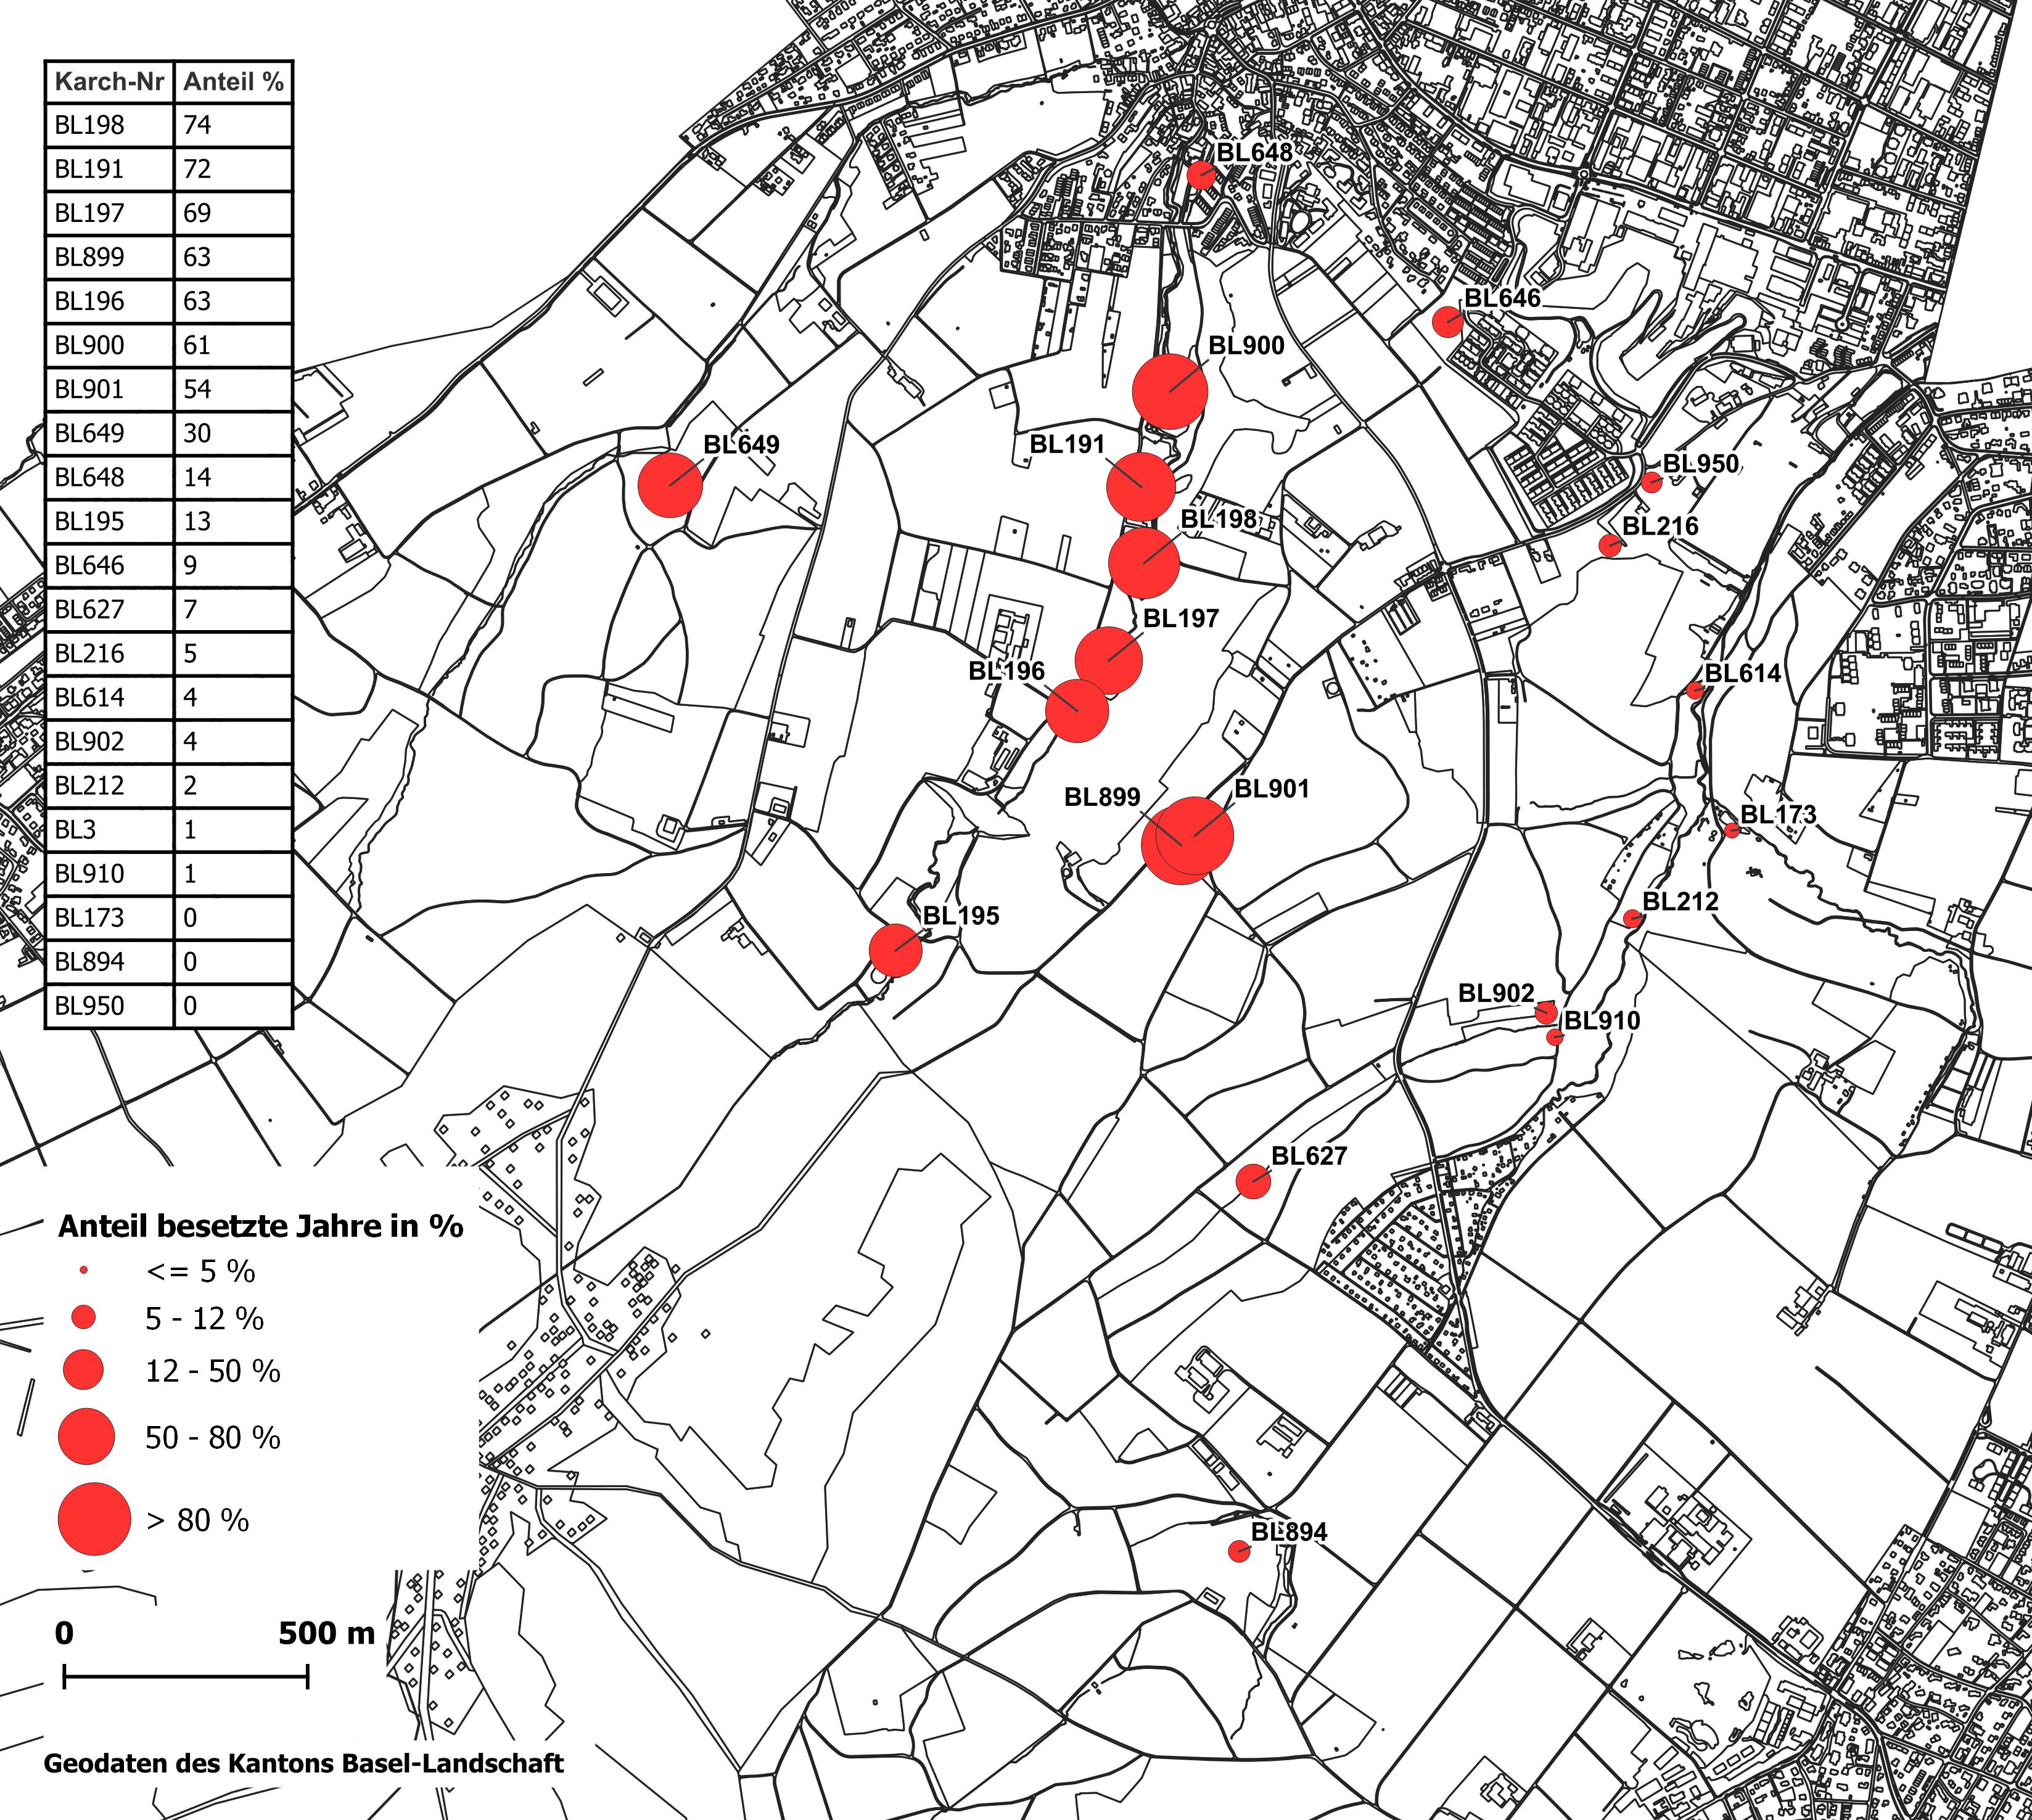 Karch-Nr Anteil %
BL198 74
BL191 72
BL197 69
BL899 63
BL196 63
BL900 61
BL901 54
BL649 30
BL648 14
BL195 13
BL646 9
BL627 7
BL216 5
BL614 4
BL902 4
BL212 2
BL3 1
BL910 1
BL173 0
BL894 0
BL950 0
BL648
BL646
BL900
BL191
BL649
BL950
BL198
BL216
BL197
BL196
BL614
BL899
BL901
BL173
BL195
BL212
BL902
BL910
BL627
BL894
Anteil besetzte Jahre in %
<= 5 %
5 - 12 %
12 - 50 %
50 - 80 %
> 80 %
0 500 m
Geodaten des Kantons Basel-Landschaft